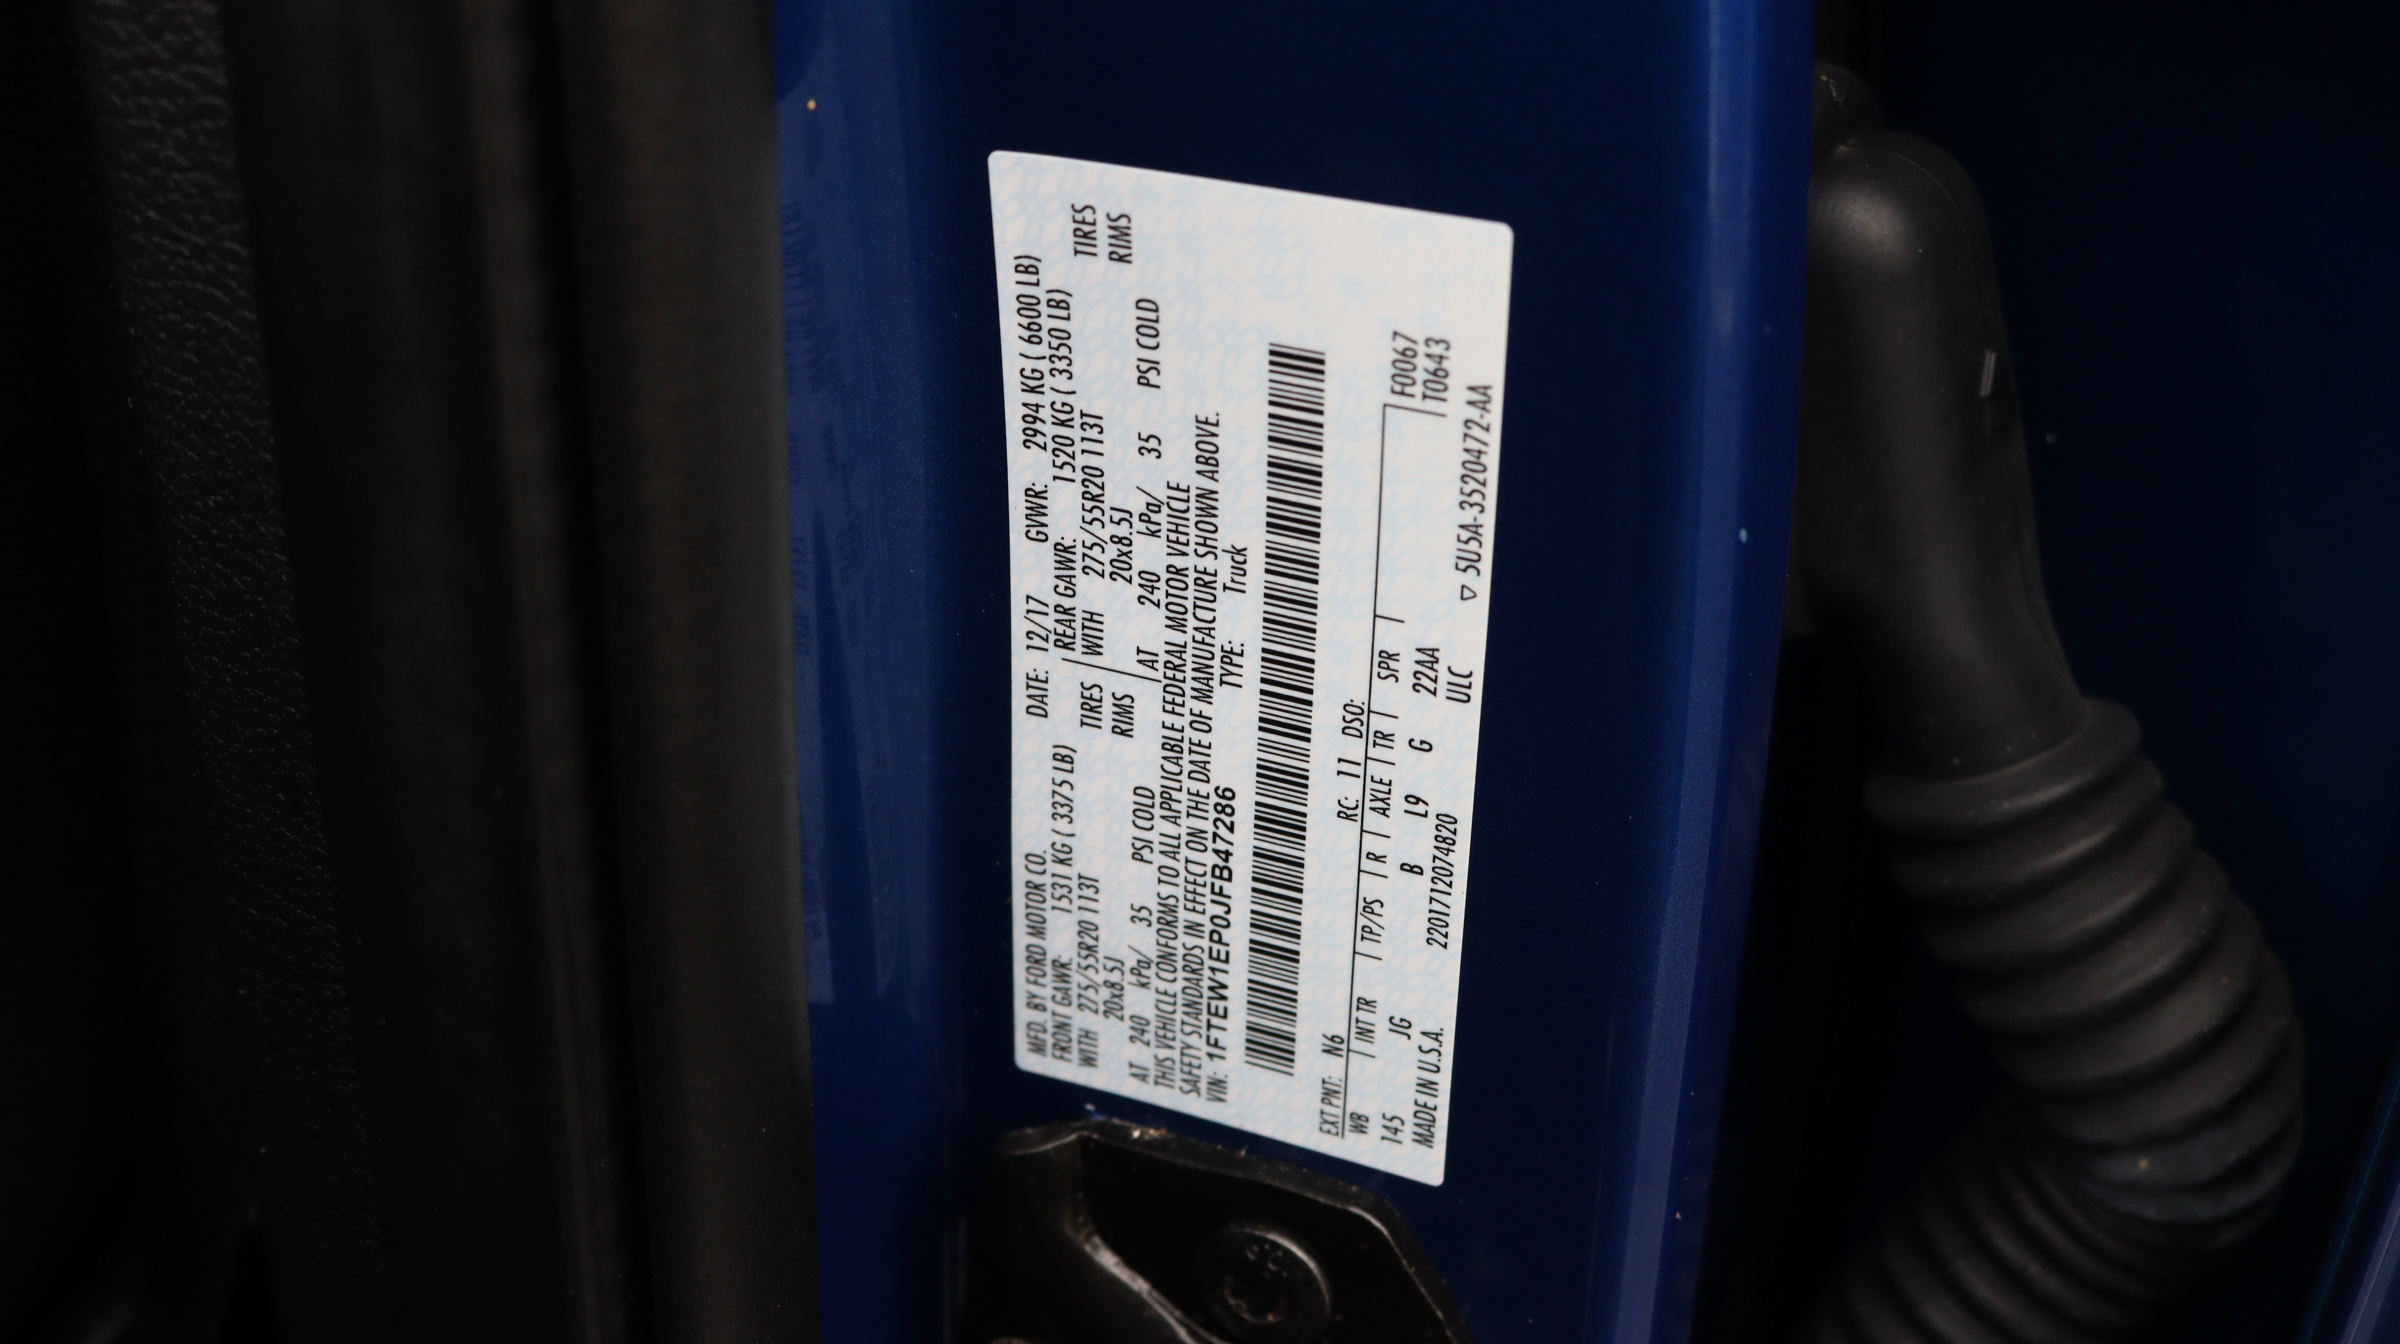 MFD. BY FORD MOTOR CO. DATE: 12/17 GVWR: 2994 KG ( 6600 LB)
FRONT GAWR: 1531 KG ( 3375 LB) REAR GAWR: 1520 KG ( 3350 LB)
WITH 275/55R20 113T TIRES WITH 275/55R20 113T TIRES
20x8.5J RIMS 20x8.5J RIMS
AT 240 kPa/ 35 PSI COLD AT 240 kPa/ 35 PSI COLD
THIS VEHICLE CONFORMS TO ALL APPLICABLE FEDERAL MOTOR VEHICLE
SAFETY STANDARDS IN EFFECT ON THE DATE OF MANUFACTURE SHOWN ABOVE.
VIN: 1FTEW1EP0JFB47286 TYPE: Truck
EXT PNT: N6 RC: 11 DSO:
WB INT TR TP/PS R AXLE TR SPR F0067
145 JG B L9 G 22AA T0643
MADE IN U.S.A. 2201712074820 ULC
▽ 5U5A-3520472-AA